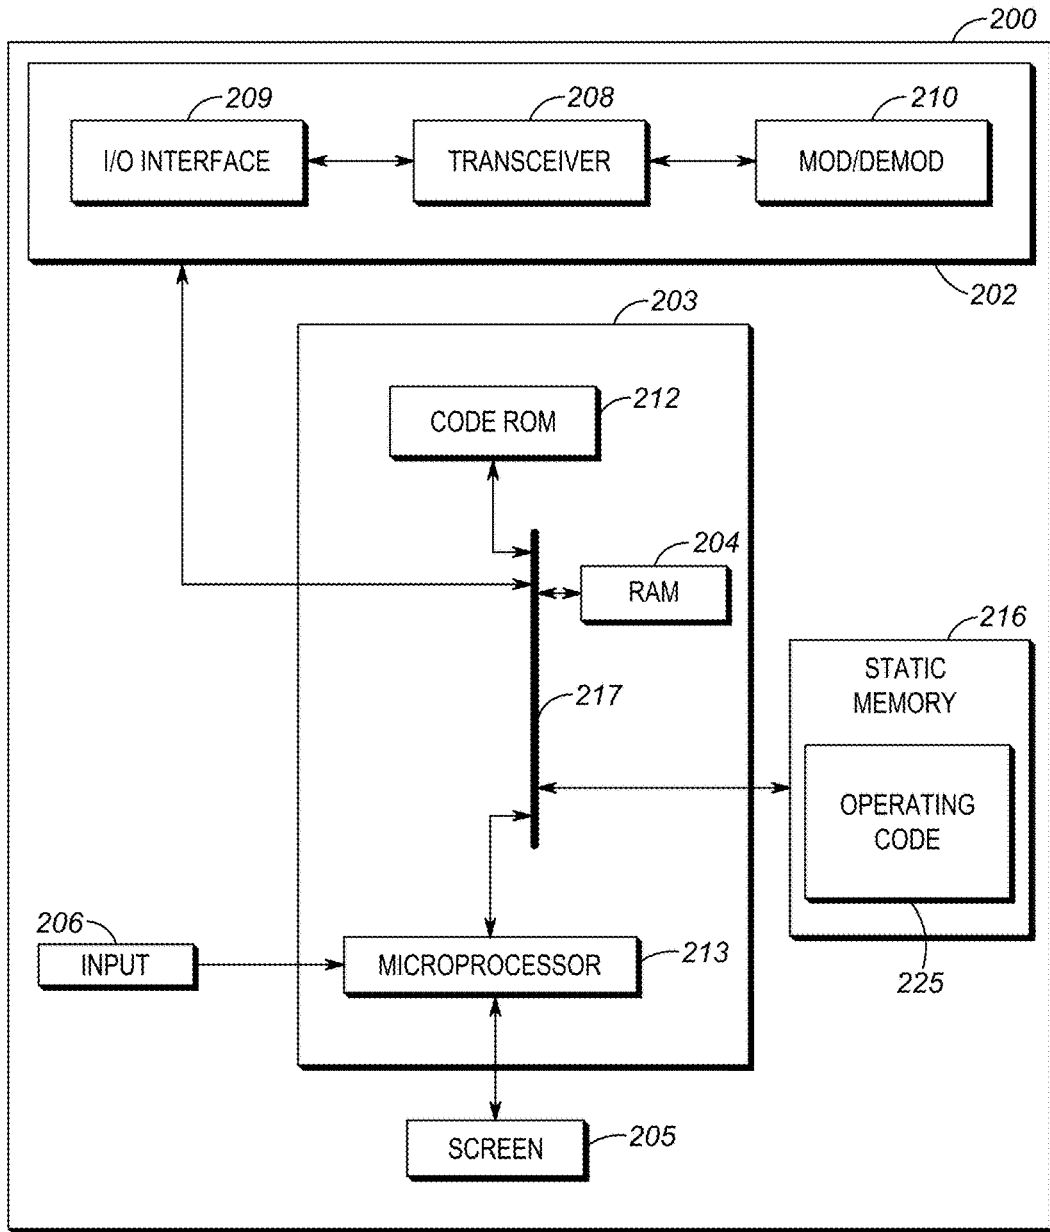 200
209
208
210
I/O INTERFACE
TRANSCEIVER
MOD/DEMOD
202
203
CODE ROM
212
204
RAM
216
STATIC
MEMORY
217
OPERATING
CODE
206
INPUT
MICROPROCESSOR
213
225
SCREEN
205